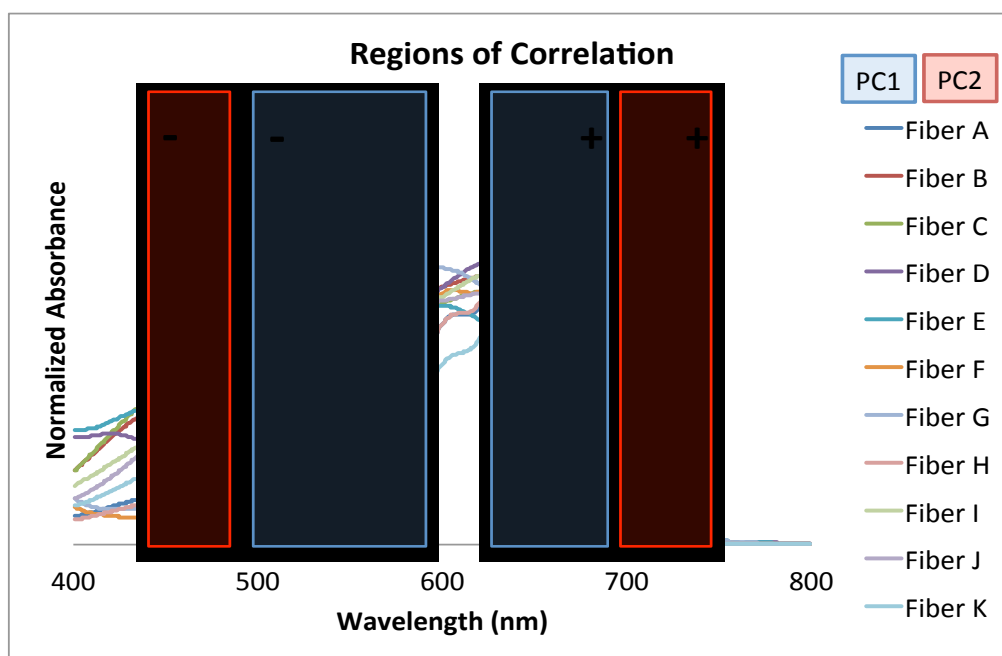 Regions of Correlation
PC1 PC2
- - + +
Fiber A
Fiber B
Fiber C
Fiber D
Fiber E
Fiber F
Fiber G
Fiber H
Fiber I
Fiber J
Fiber K
Normalized Absorbance
400 500 600 700 800
Wavelength (nm)